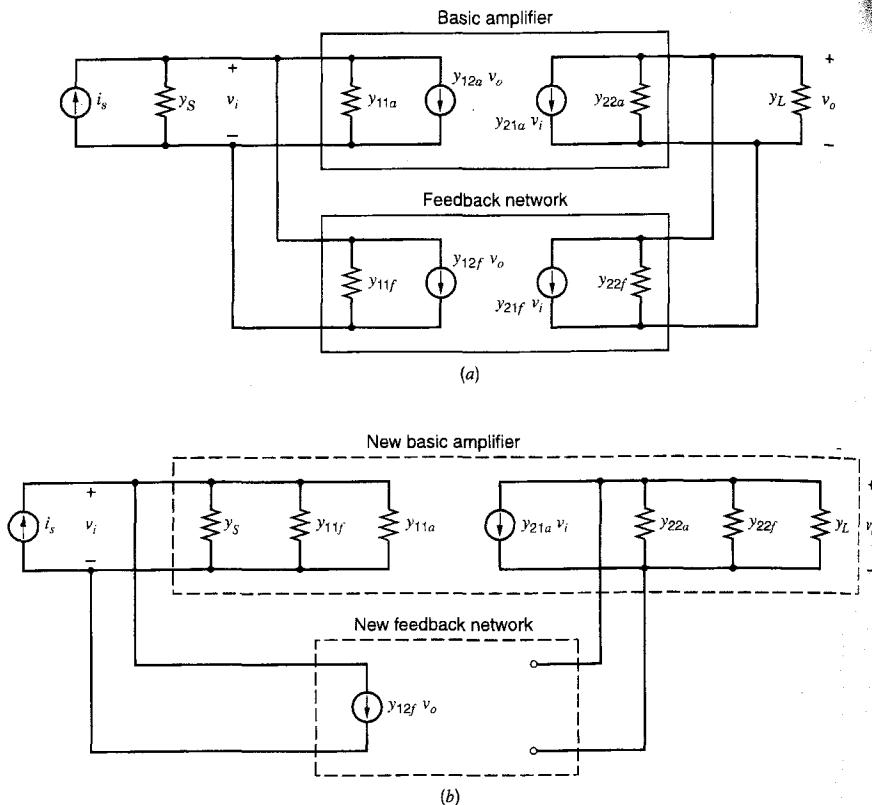 Basic amplifier
i_s
y_S
+
v_i
−
y_11a
y_12a v_o
y_21a v_i
y_22a
y_L
+
v_o
−
Feedback network
y_11f
y_12f v_o
y_21f v_i
y_22f
(a)
New basic amplifier
i_s
+
v_i
−
y_S
y_11f
y_11a
y_21a v_i
y_22a
y_22f
y_L
+
−
New feedback network
y_12f v_o
(b)